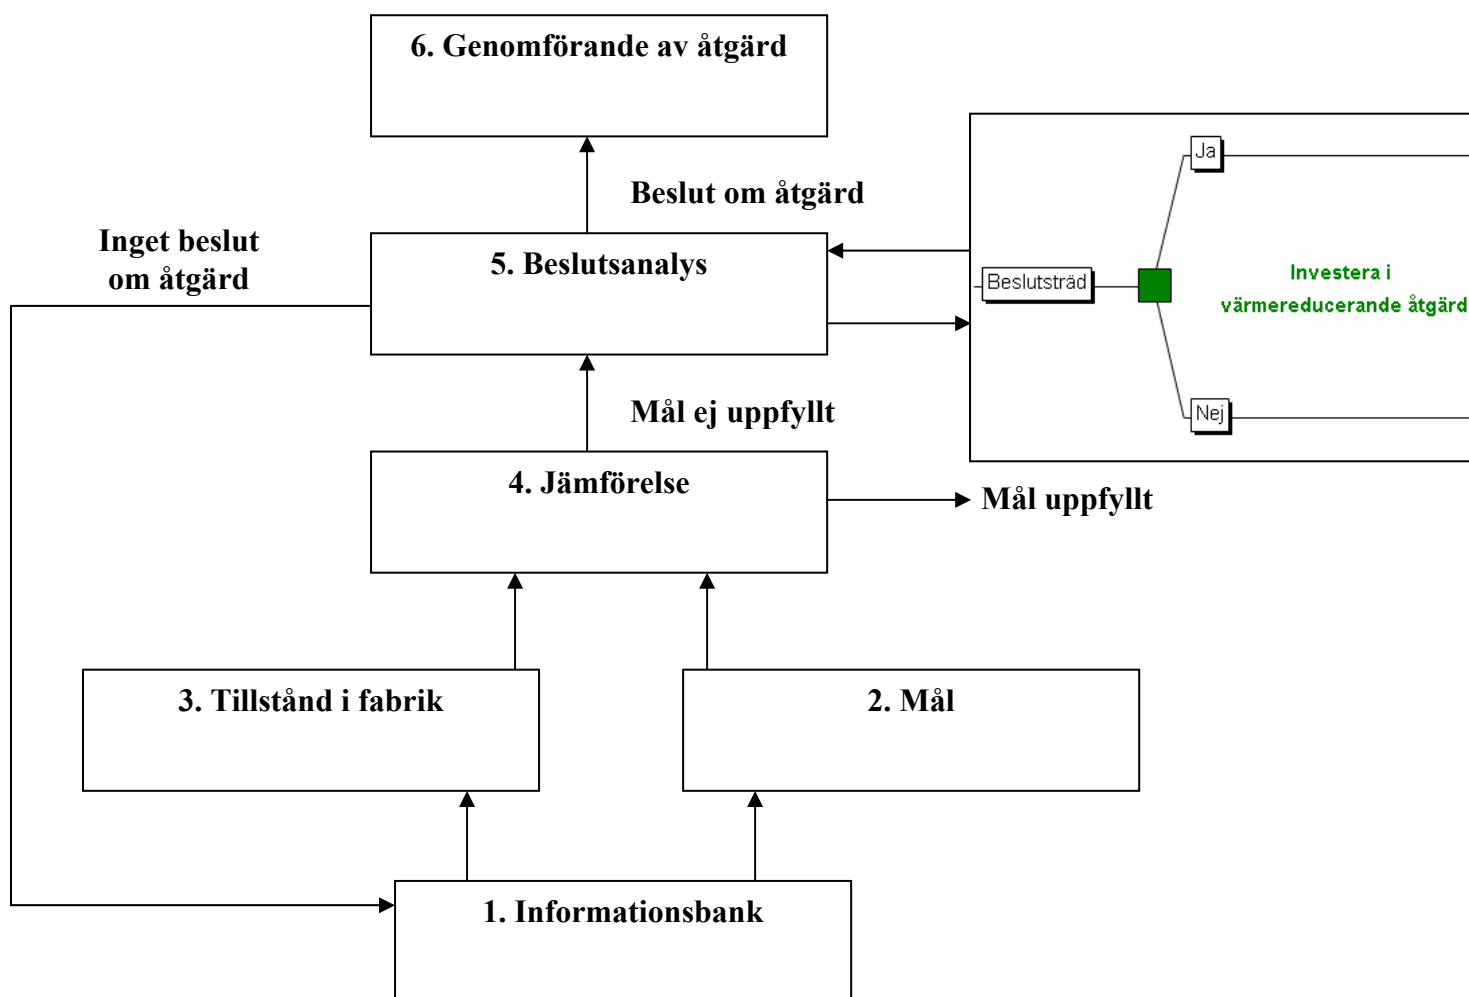 6. Genomförande av åtgärd
Ja
Beslut om åtgärd
Inget beslut
om åtgärd
5. Beslutsanalys
Beslutsträd
Investera i
värmereducerande åtgärd
Mål ej uppfyllt
Nej
4. Jämförelse
Mål uppfyllt
3. Tillstånd i fabrik
2. Mål
1. Informationsbank